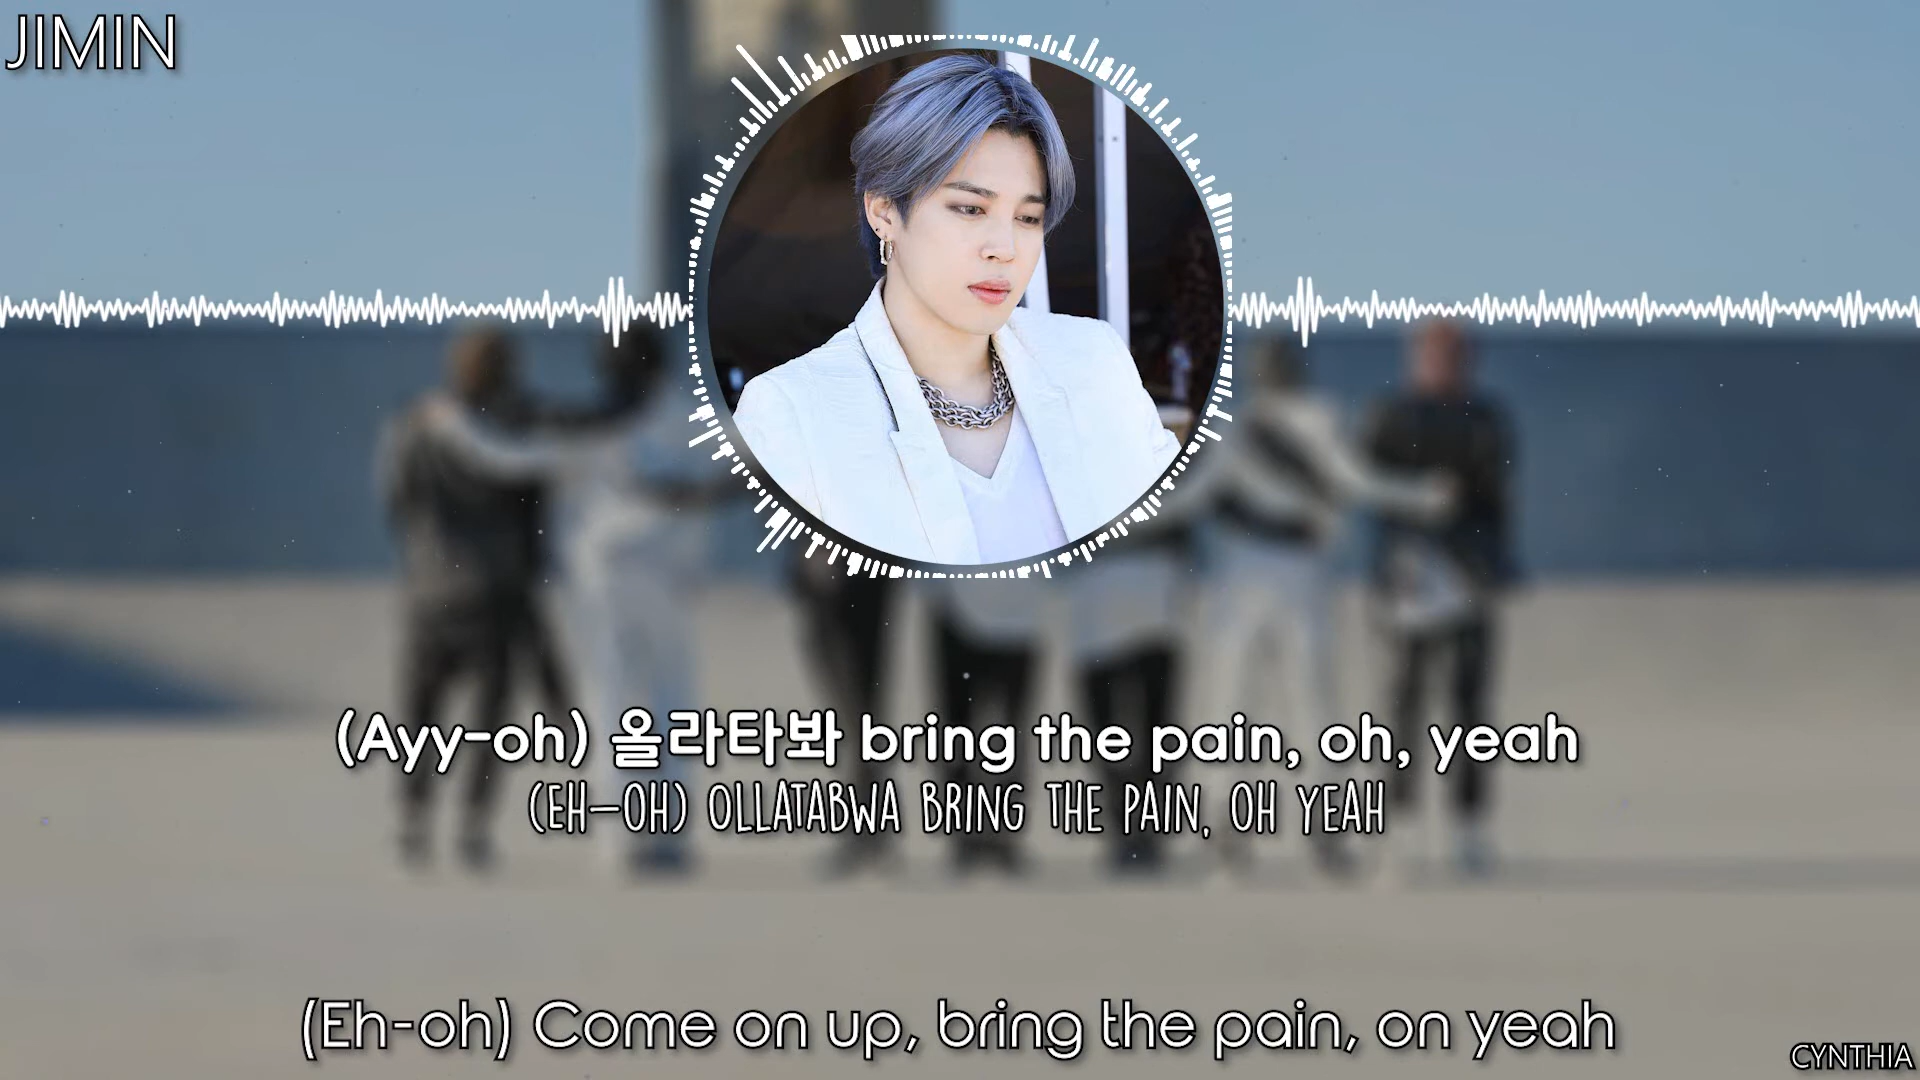 JIMIN
(Ayy-oh) 올라타봐 bring the pain, oh, yeah
(EH-OH) OLLATABWA BRING THE PAIN, OH YEAH
(Eh-oh) Come on up, bring the pain, on yeah
CYNTHIA